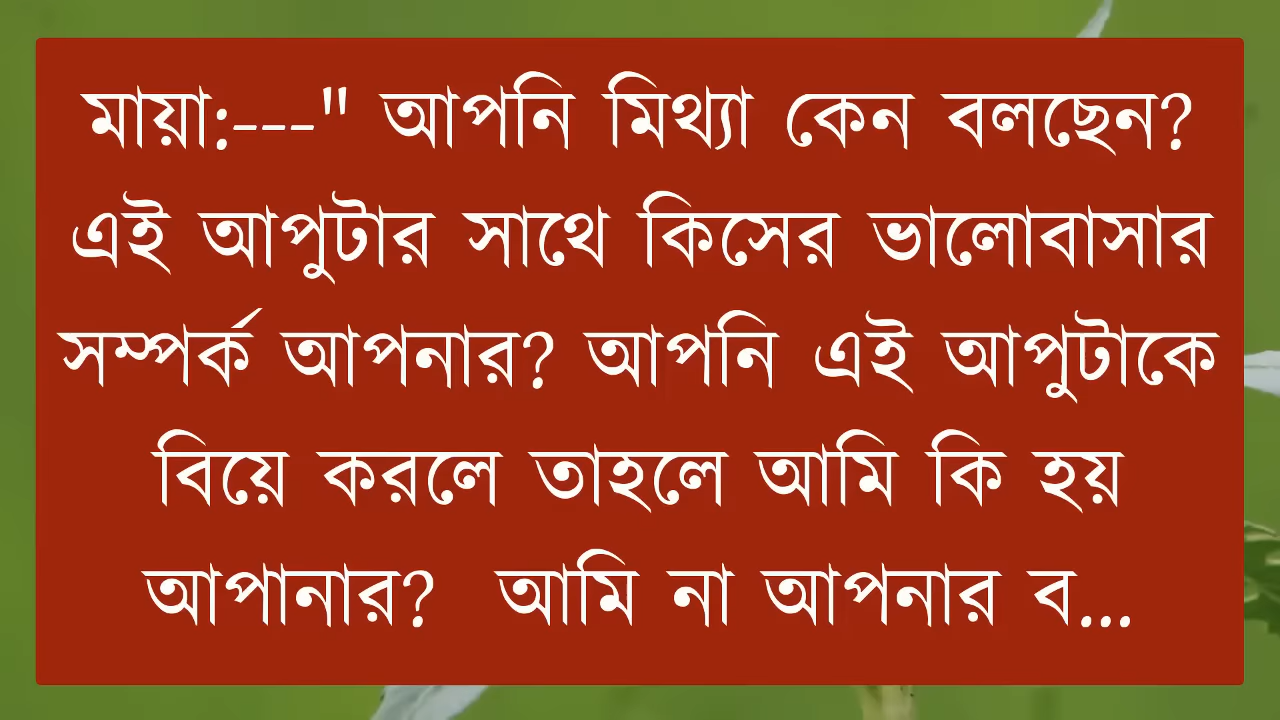 মায়া:---" আপনি মিথ্যা কেন বলছেন?
এই আপুটার সাথে কিসের ভালোবাসার
সম্পর্ক আপনার? আপনি এই আপুটাকে
বিয়ে করলে তাহলে আমি কি হয়
আপানার?  আমি না আপনার ব...